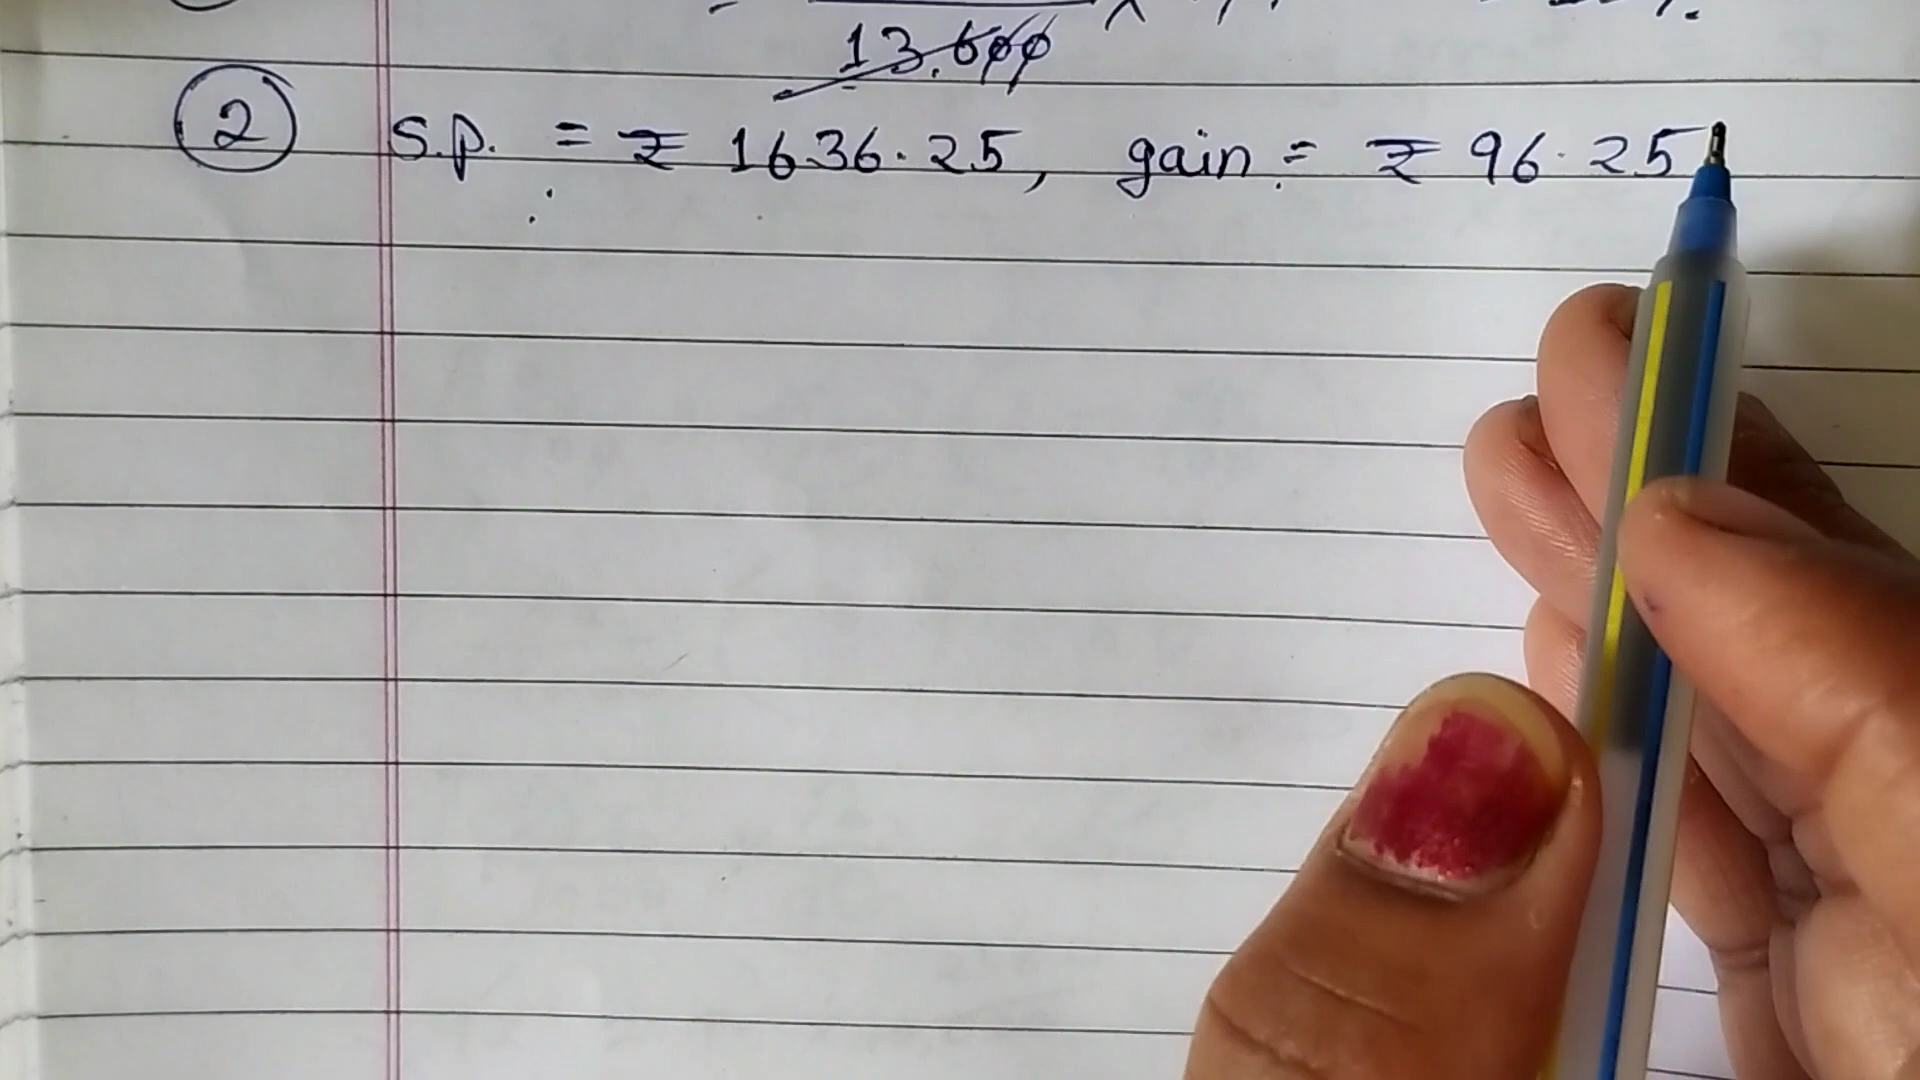 13,600
② S.P. = ₹ 1636.25, gain = ₹ 96.25